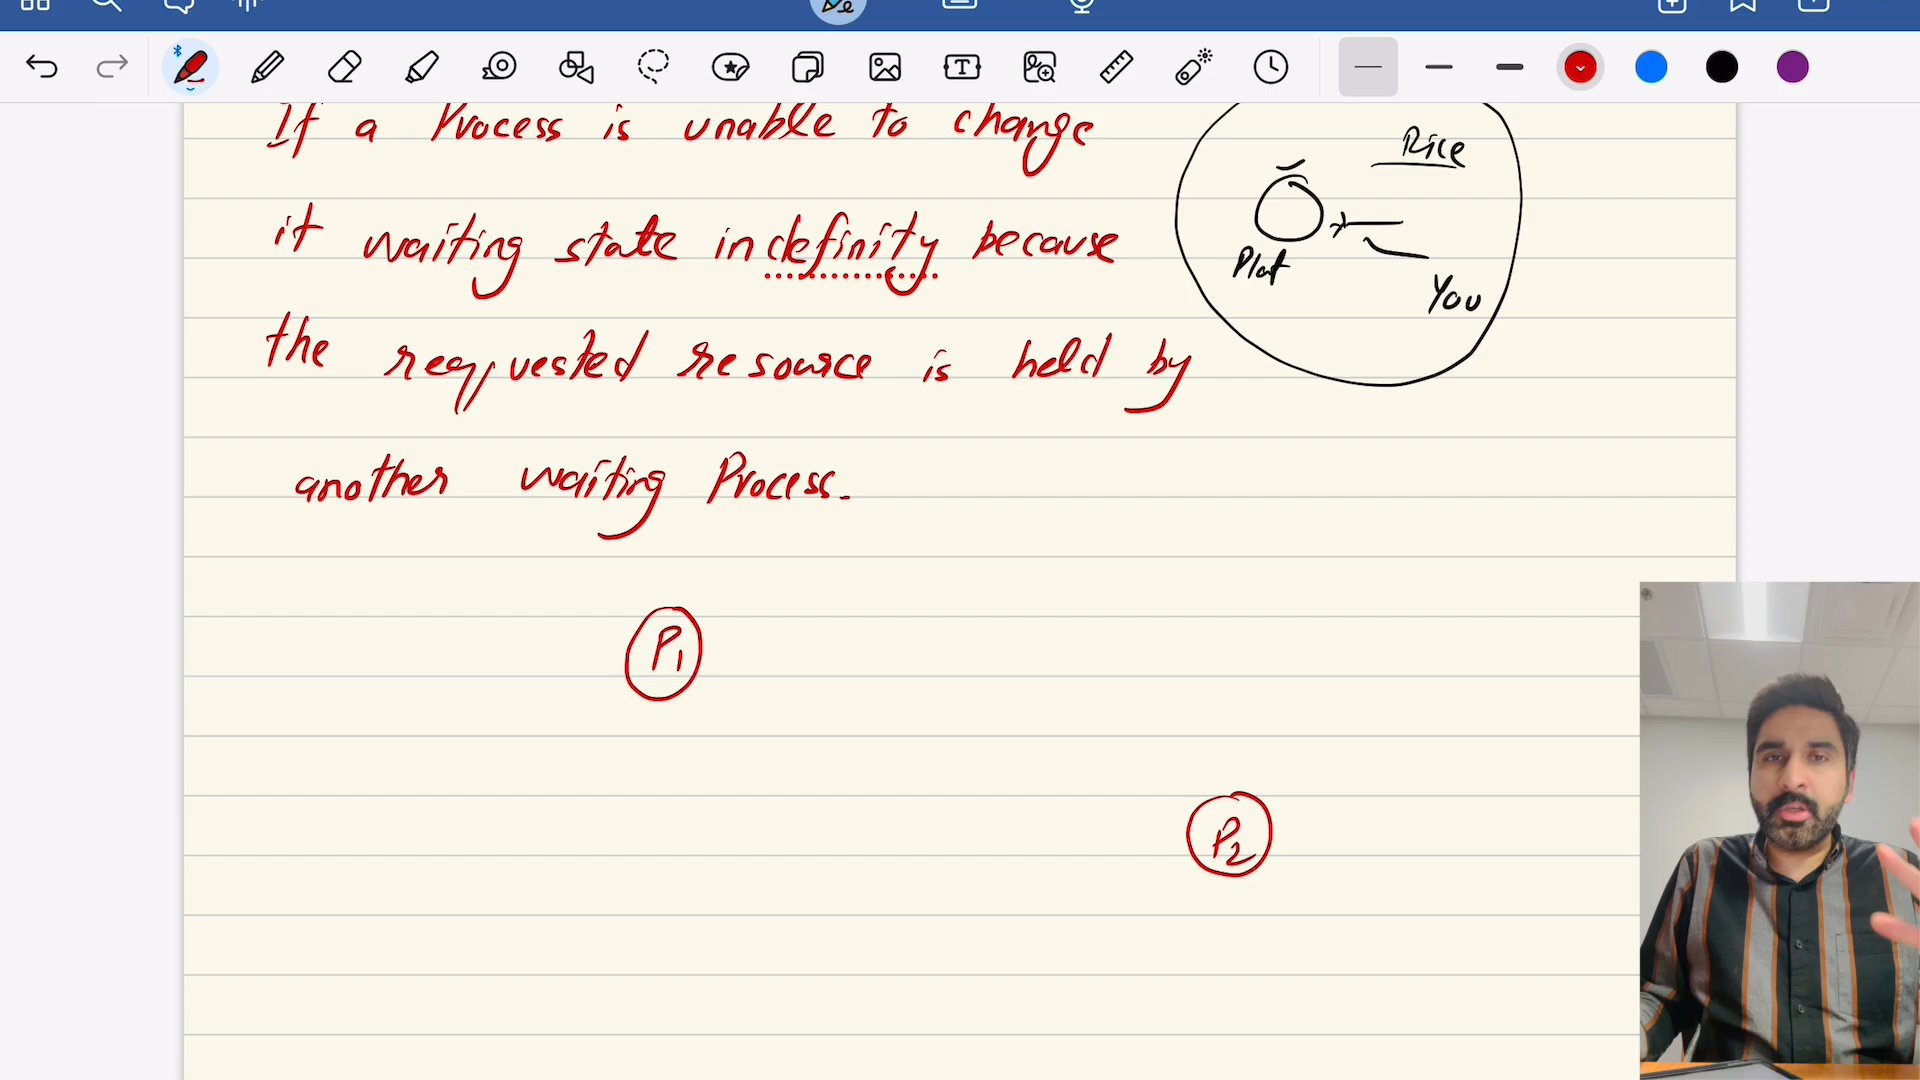 If a Process is unable to change
it waiting state indefinity because
the requested resource is held by
another waiting Process.
Rice
Plat
You
P1
P2